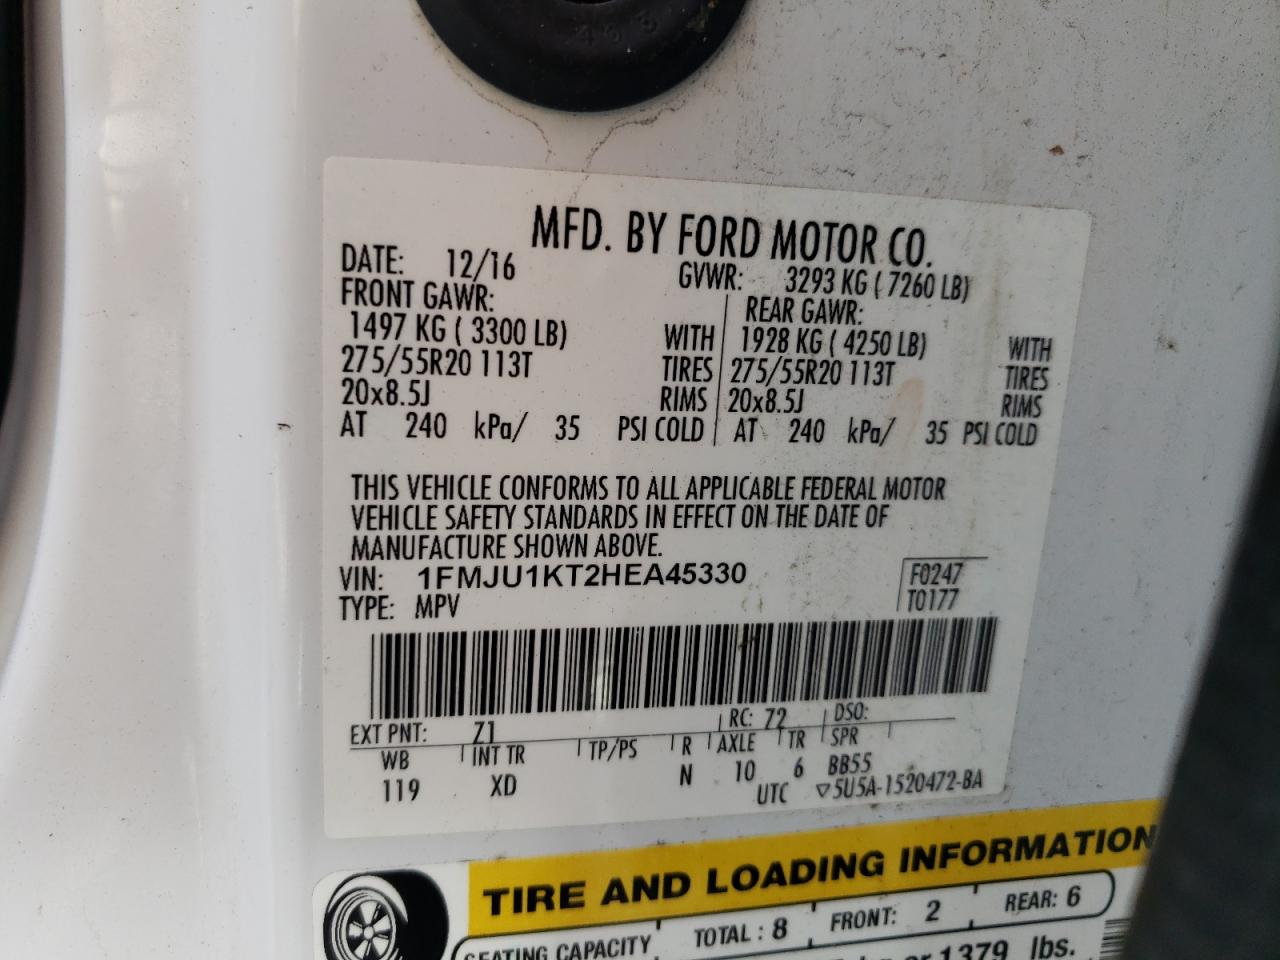 463
MFD. BY FORD MOTOR CO.
DATE: 12/16 GVWR: 3293 KG ( 7260 LB)
FRONT GAWR: REAR GAWR:
1497 KG ( 3300 LB) WITH 1928 KG ( 4250 LB) WITH
275/55R20 113T TIRES 275/55R20 113T TIRES
20x8.5J RIMS 20x8.5J RIMS
AT 240 kPa/ 35 PSI COLD AT 240 kPa/ 35 PSI COLD
THIS VEHICLE CONFORMS TO ALL APPLICABLE FEDERAL MOTOR
VEHICLE SAFETY STANDARDS IN EFFECT ON THE DATE OF
MANUFACTURE SHOWN ABOVE.
VIN: 1FMJU1KT2HEA45330 F0247
TYPE: MPV T0177
EXT PNT: Z1 RC: 72 DSO:
WB INT TR TP/PS R AXLE TR SPR
119 XD N 10 6 BB55
UTC ▽5U5A-1520472-BA
TIRE AND LOADING INFORMATION
SEATING CAPACITY TOTAL : 8 FRONT: 2 REAR: 6
or 1379 lbs.